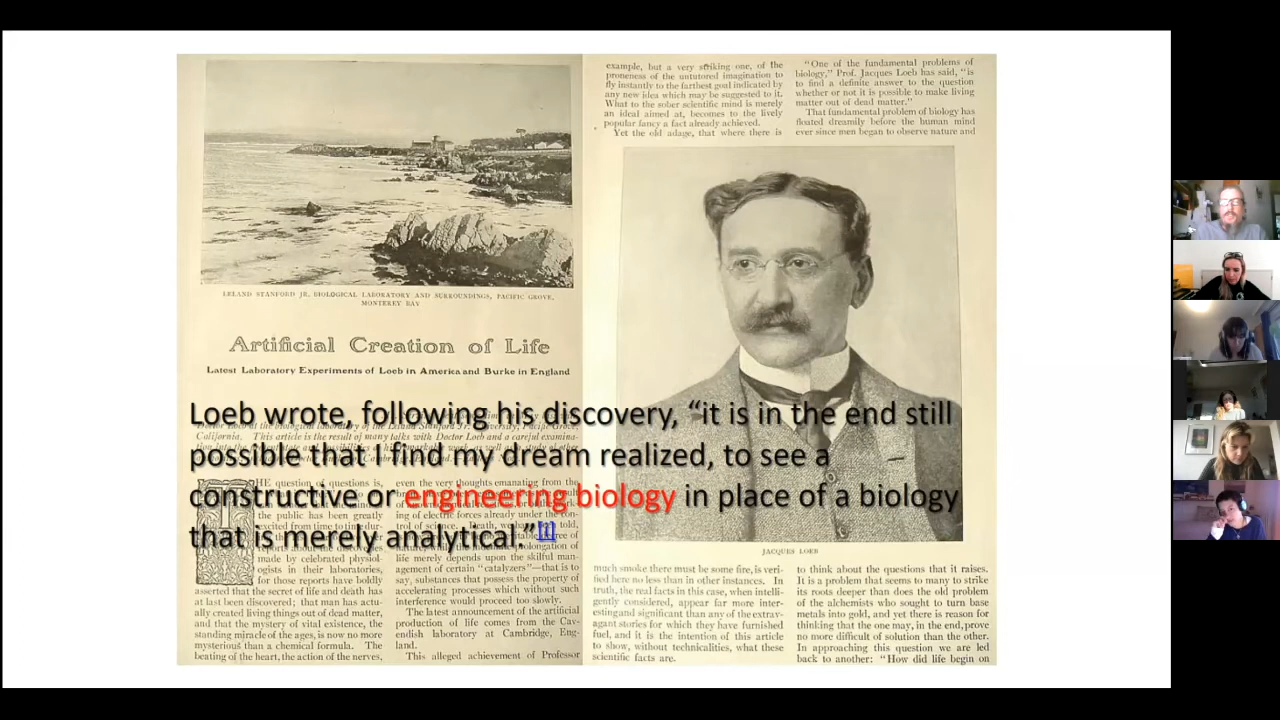 LELAND STANFORD JR. BIOLOGICAL LABORATORY AND SURROUNDINGS, PACIFIC GROVE,
MONTEREY BAY
Artificial Creation of Life
Latest Laboratory Experiments of Loeb in America and Burke in England
Loeb wrote, following his discovery, “it is in the end still
possible that I find my dream realized, to see a
constructive or engineering biology in place of a biology
that is merely analytical.”[i]
HE question of questions is,
the public has been greatly
made by celebrated physiol-
ogists in their laboratories,
for those reports have boldly
asserted that the secret of life and death has
at last been discovered; that man has actu-
ally created living things out of dead matter,
and that the mystery of vital existence, the
standing miracle of the ages, is now no more
mysterious than a chemical formula. The
beating of the heart, the action of the nerves,
even the very thoughts emanating from the
life merely depends upon the skilful man-
agement of certain “catalyzers”—that is to
say, substances that possess the property of
accelerating processes which without such
interference would proceed too slowly.
The latest announcement of the artificial
production of life comes from the Cav-
endish laboratory at Cambridge, Eng-
land.
This alleged achievement of Professor
example, but a very striking one, of the
proneness of the untutored imagination to
fly instantly to the farthest goal indicated by
any new idea which may be suggested to it.
What to the sober scientific mind is merely
an ideal aimed at, becomes to the lively
popular fancy a fact already achieved.
Yet the old adage, that where there is
“One of the fundamental problems of
biology,” Prof. Jacques Loeb has said, “is
to find a definite answer to the question
whether or not it is possible to make living
matter out of dead matter.”
That fundamental problem of biology has
floated dreamily before the human mind
ever since men began to observe nature and
JACQUES LOEB
much smoke there must be some fire, is veri-
fied here no less than in other instances. In
truth, the real facts in this case, when intelli-
gently considered, appear far more inter-
esting and significant than any of the extrav-
agant stories for which they have furnished
fuel, and it is the intention of this article
to show, without technicalities, what these
scientific facts are.
to think about the questions that it raises.
It is a problem that seems to many to strike
its roots deeper than does the old problem
of the alchemists who sought to turn base
metals into gold, and yet there is reason for
thinking that the one may, in the end, prove
no more difficult of solution than the other.
In approaching this question we are led
back to another: “How did life begin on